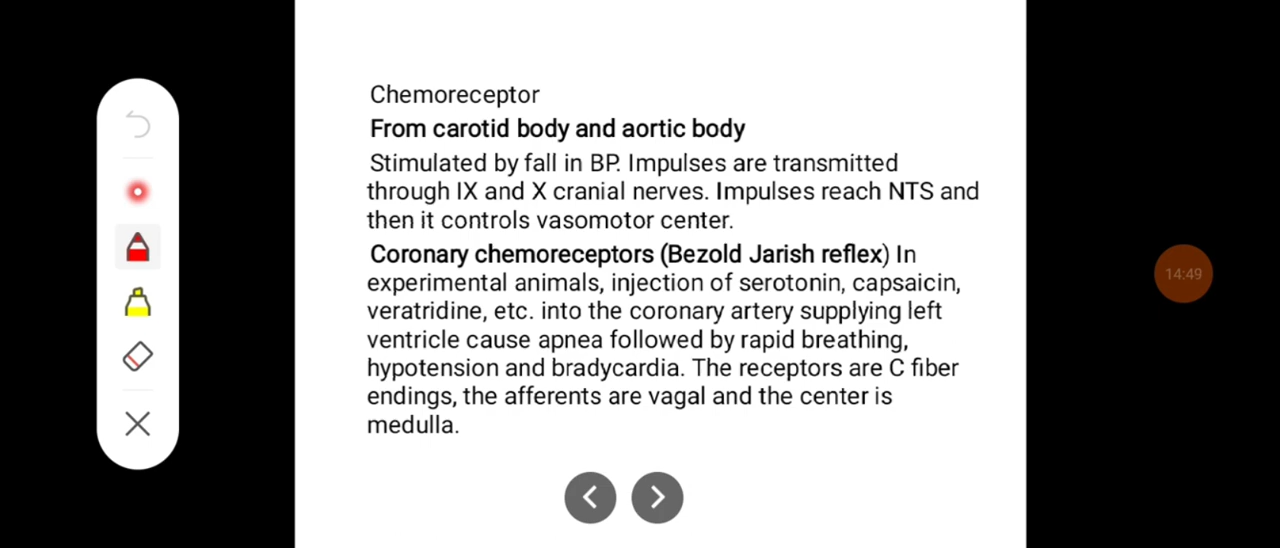 Chemoreceptor
From carotid body and aortic body
Stimulated by fall in BP. Impulses are transmitted
through IX and X cranial nerves. Impulses reach NTS and
then it controls vasomotor center.
Coronary chemoreceptors (Bezold Jarish reflex) In
experimental animals, injection of serotonin, capsaicin,
veratridine, etc. into the coronary artery supplying left
ventricle cause apnea followed by rapid breathing,
hypotension and bradycardia. The receptors are C fiber
endings, the afferents are vagal and the center is
medulla.
14:49